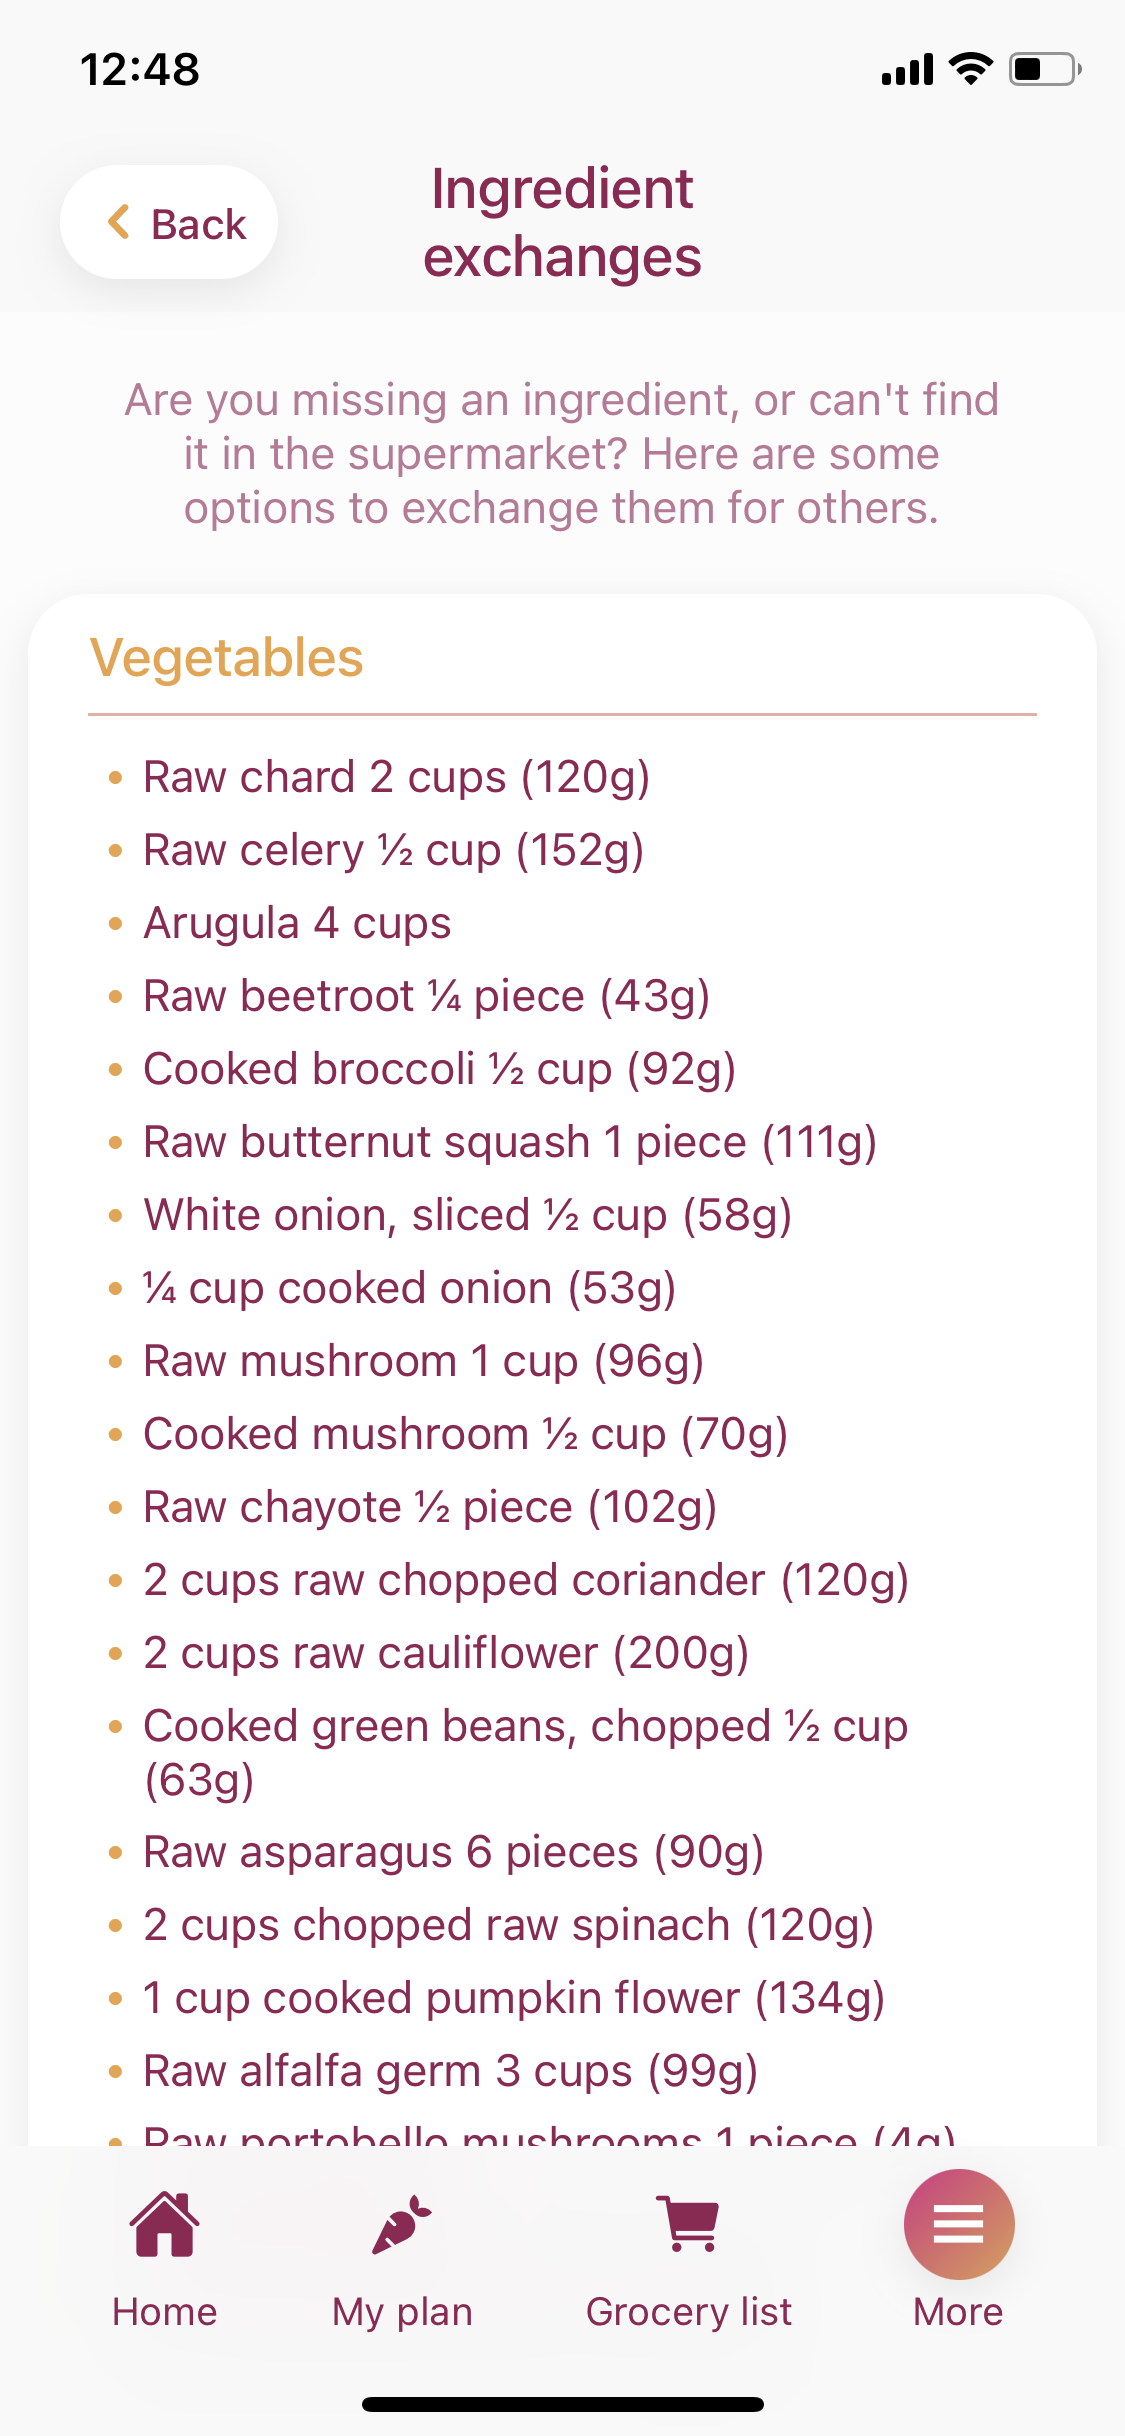 12:48
Back
Ingredient
exchanges
Are you missing an ingredient, or can't find
it in the supermarket? Here are some
options to exchange them for others.
Vegetables
• Raw chard 2 cups (120g)
• Raw celery ½ cup (152g)
• Arugula 4 cups
• Raw beetroot ¼ piece (43g)
• Cooked broccoli ½ cup (92g)
• Raw butternut squash 1 piece (111g)
• White onion, sliced ½ cup (58g)
• ¼ cup cooked onion (53g)
• Raw mushroom 1 cup (96g)
• Cooked mushroom ½ cup (70g)
• Raw chayote ½ piece (102g)
• 2 cups raw chopped coriander (120g)
• 2 cups raw cauliflower (200g)
• Cooked green beans, chopped ½ cup
(63g)
• Raw asparagus 6 pieces (90g)
• 2 cups chopped raw spinach (120g)
• 1 cup cooked pumpkin flower (134g)
• Raw alfalfa germ 3 cups (99g)
• Raw portobello mushrooms 1 piece (4g)
Home
My plan
Grocery list
More